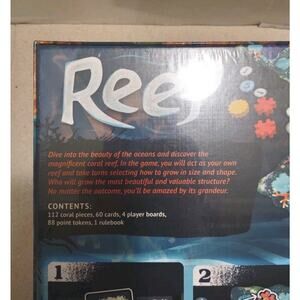 Reef
Dive into the beauty of the oceans and discover the
magnificent coral reef. In the game, you will act as your own
reef and take turns selecting how to grow in size and shape.
Who will grow the most beautiful and valuable structure?
No matter the outcome, you'll be amazed by its grandeur.
CONTENTS:
112 coral pieces, 60 cards, 4 player boards,
88 point tokens, 1 rulebook
1
2